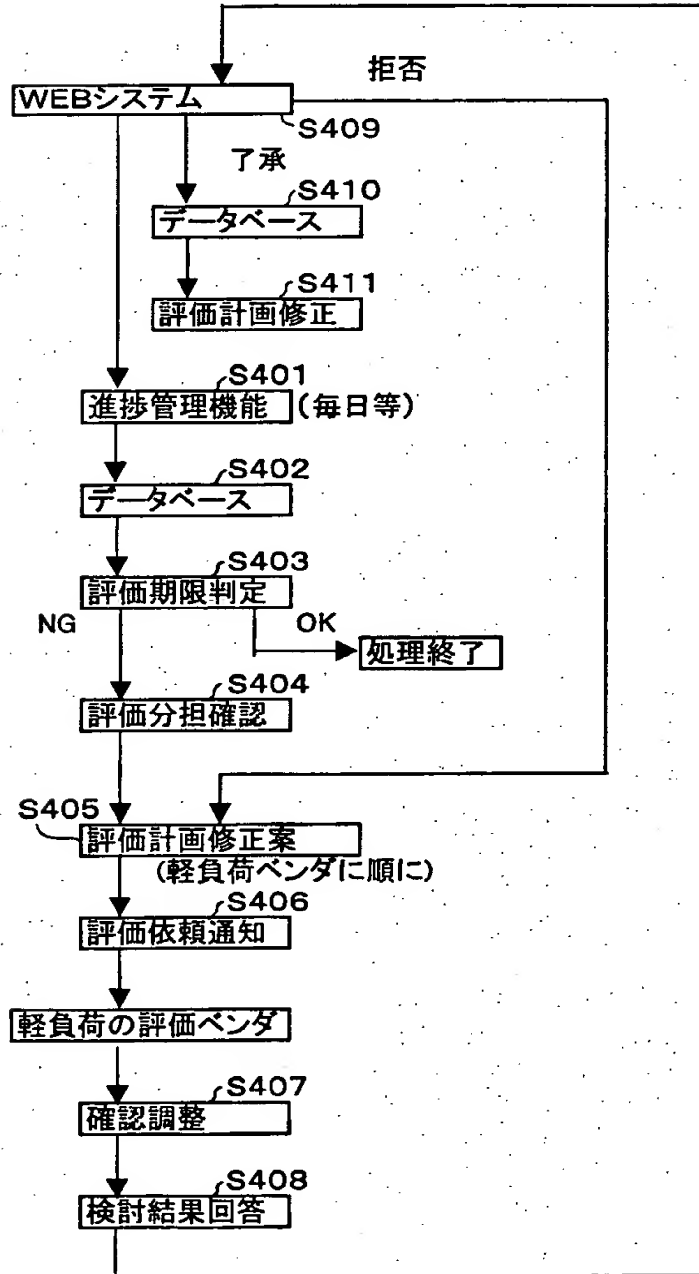 拒否
WEBシステム
S409
了承
S410
データベース
S411
評価計画修正
S401
進捗管理機能 (毎日等)
S402
データベース
S403
評価期限判定
NG
OK
処理終了
S404
評価分担確認
S405
評価計画修正案
(軽負荷ベンダに順に)
S406
評価依頼通知
軽負荷の評価ベンダ
S407
確認調整
S408
検討結果回答